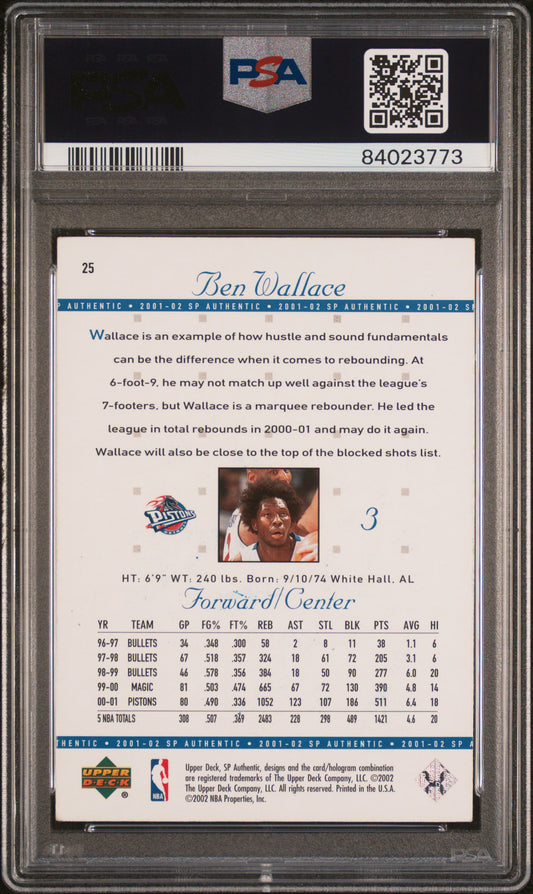 PSA
PSA
84023773
25
Ben Wallace
P AUTHENTIC • 2001-02 SP AUTHENTIC • 2001-02 SP AUTHENTIC • 2001-02 S
Wallace is an example of how hustle and sound fundamentals
can be the difference when it comes to rebounding. At
6-foot-9, he may not match up well against the league's
7-footers, but Wallace is a marquee rebounder. He led the
league in total rebounds in 2000-01 and may do it again.
Wallace will also be close to the top of the blocked shots list.
PISTONS
3
HT: 6'9" WT: 240 lbs. Born: 9/10/74 White Hall, AL
Forward/Center
YR TEAM GP FG% FT% REB AST STL BLK PTS AVG HI
96-97 BULLETS 34 .348 .300 58 2 8 11 38 1.1 6
97-98 BULLETS 67 .518 .357 324 18 61 72 205 3.1 6
98-99 BULLETS 46 .578 .356 384 18 50 90 277 6.0 20
99-00 MAGIC 81 .503 .474 665 67 72 130 390 4.8 14
00-01 PISTONS 80 .490 .336 1052 123 107 186 511 6.4 18
5 NBA TOTALS 308 .507 .389 2483 228 298 489 1421 4.6 20
THENTIC • 2001-02 SP AUTHENTIC • 2001-02 SP AUTHENTIC • 2001-02 SP A
UPPER
DECK
®
NBA
Upper Deck, SP Authentic, designs and the card/hologram combination
are registered trademarks of The Upper Deck Company, LLC. ©2002
The Upper Deck Company, LLC. All rights reserved. Printed in the U.S.A.
©2002 NBA Properties, Inc.
PSA